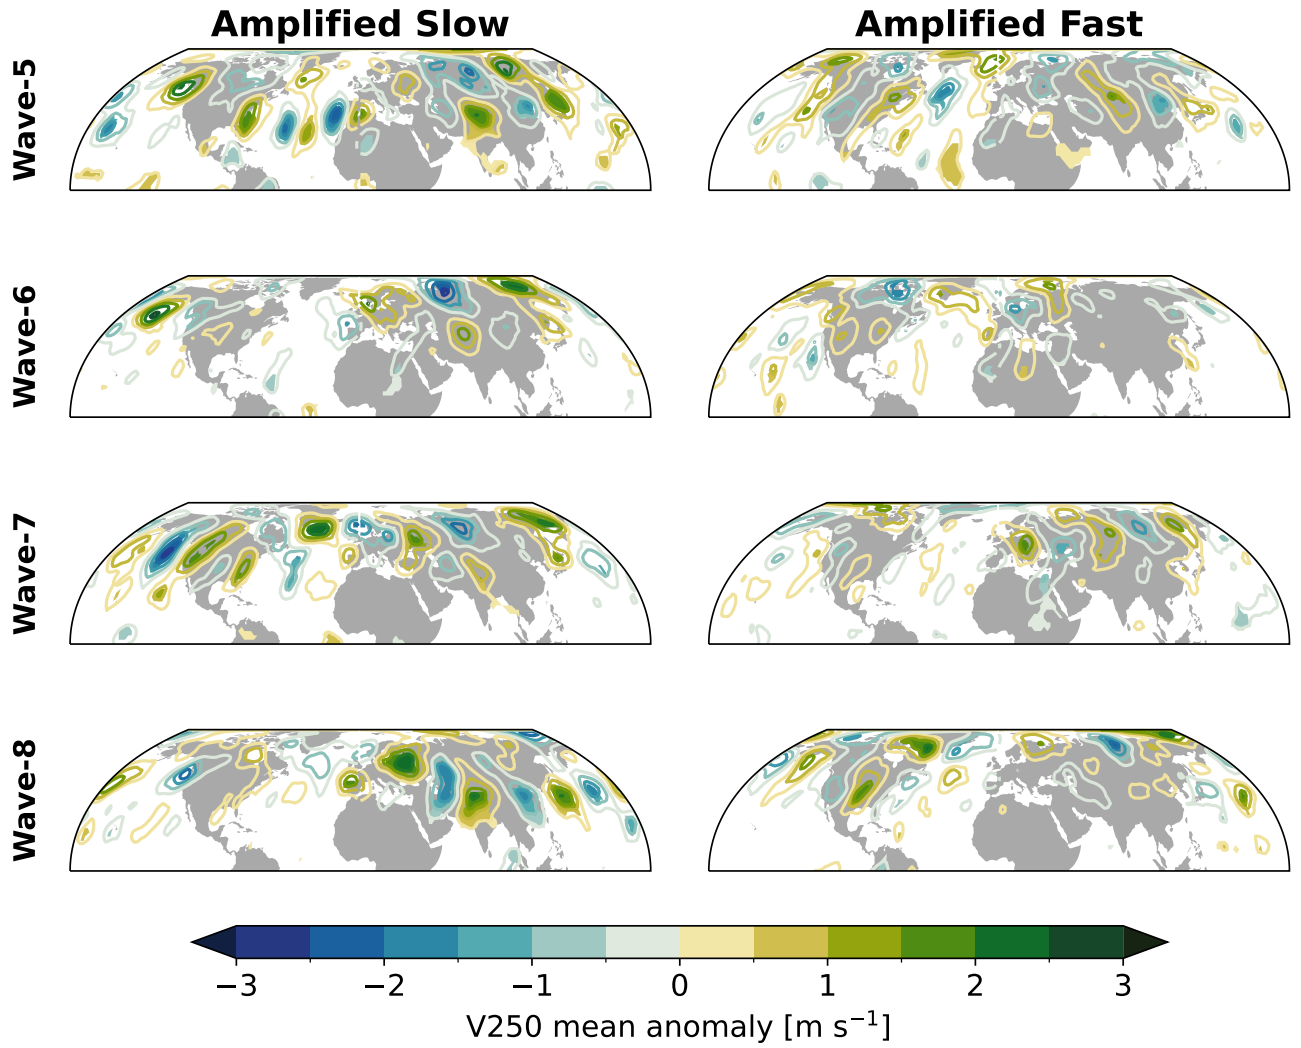 Amplified Slow
Amplified Fast
Wave-5
Wave-6
Wave-7
Wave-8
−3 −2 −1 0 1 2 3
V250 mean anomaly [m s⁻¹]